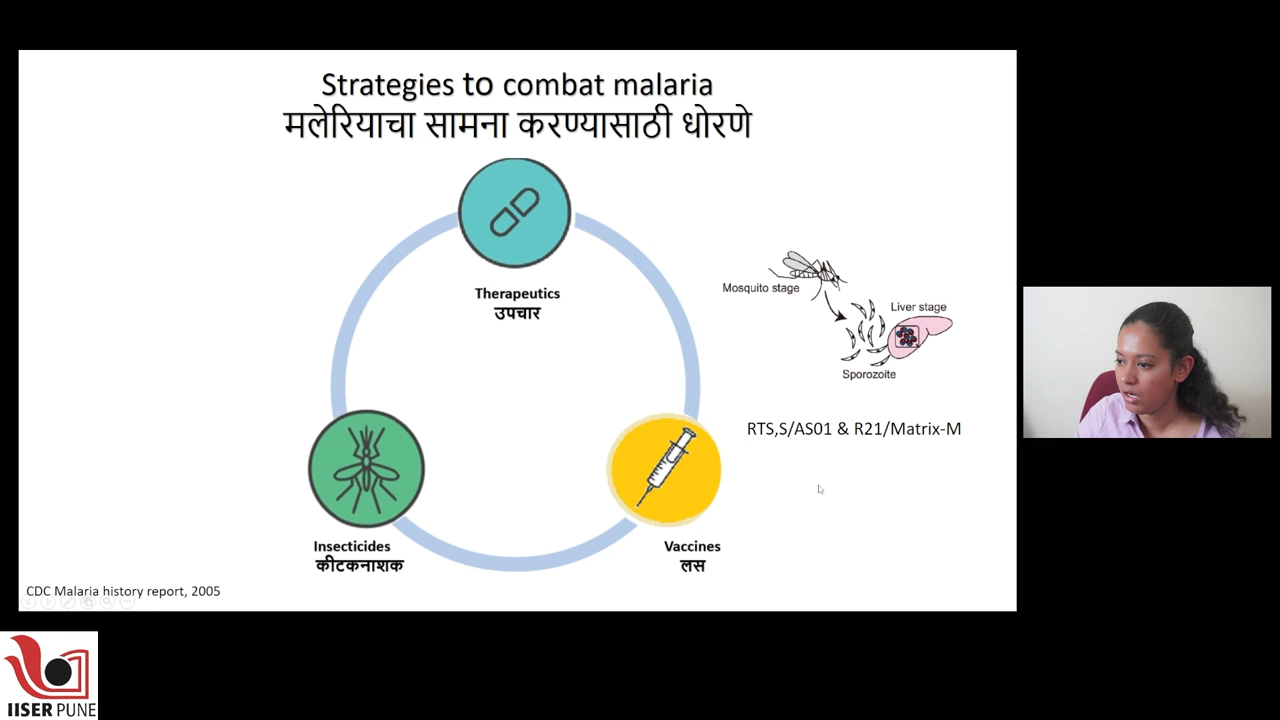 Strategies to combat malaria
मलेरियाचा सामना करण्यासाठी धोरणे
Therapeutics
उपचार
Mosquito stage
Liver stage
Sporozoite
RTS,S/AS01 & R21/Matrix-M
Insecticides
कीटकनाशक
Vaccines
लस
CDC Malaria history report, 2005
IISER PUNE